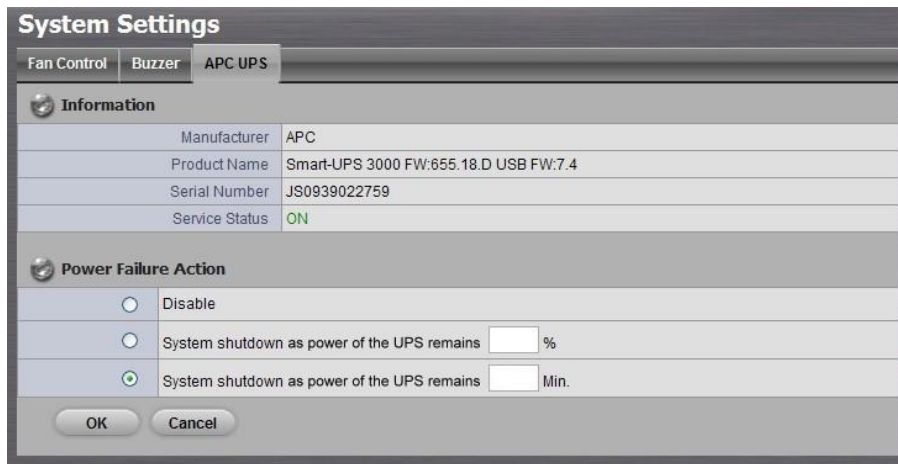 System Settings
Fan Control Buzzer APC UPS
Information
Manufacturer APC
Product Name Smart-UPS 3000 FW:655.18.D USB FW:7.4
Serial Number JS0939022759
Service Status ON
Power Failure Action
Disable
System shutdown as power of the UPS remains %
System shutdown as power of the UPS remains Min.
OK Cancel